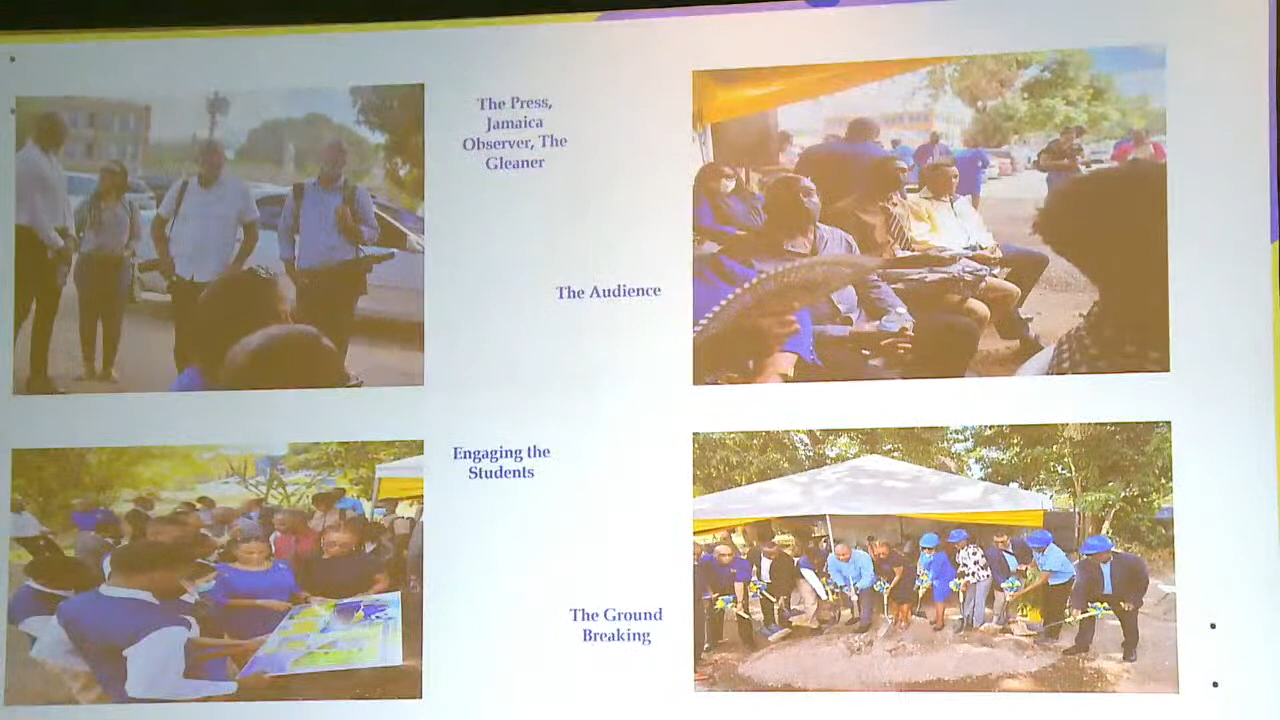 The Press,
Jamaica
Observer, The
Gleaner
The Audience
Engaging the
Students
The Ground
Breaking